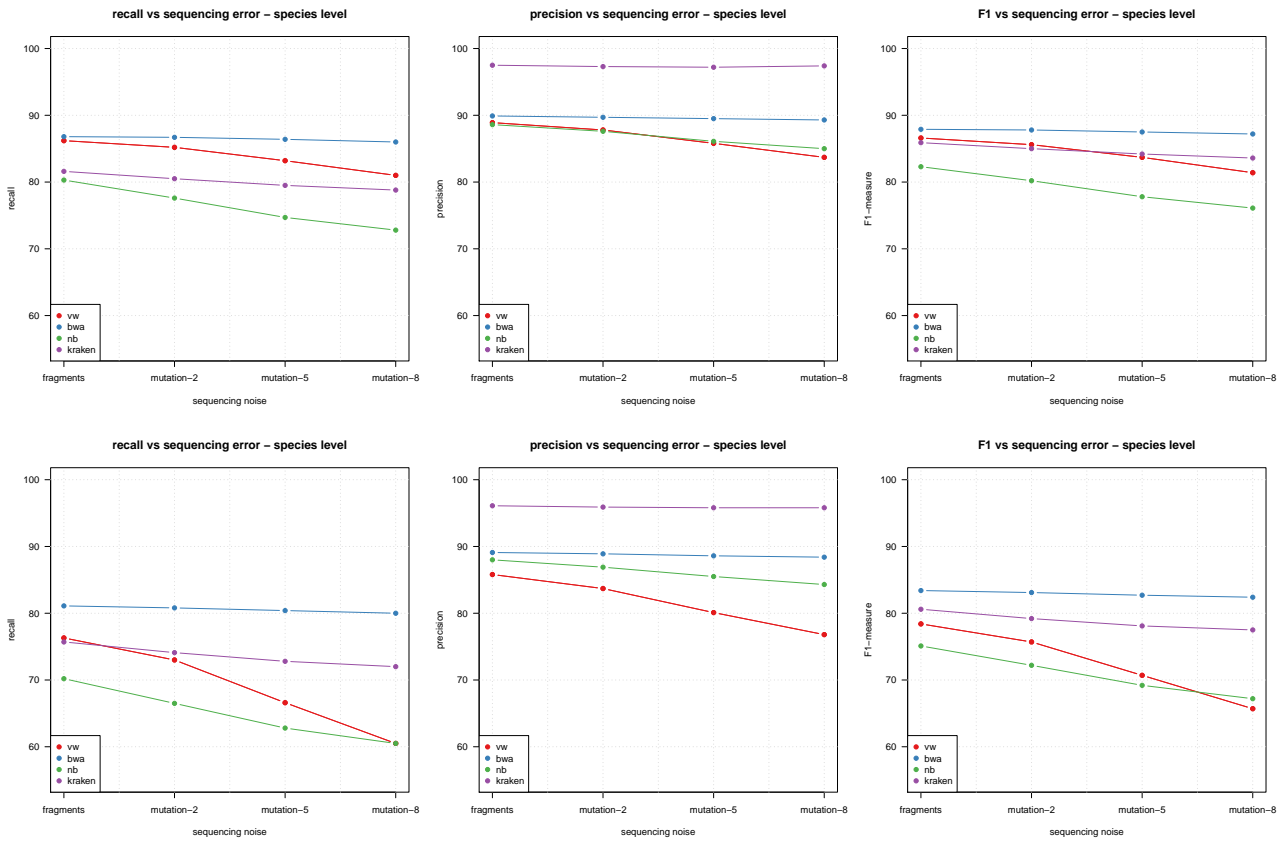 recall vs sequencing error − species level
100
90
80
70
60
recall
vw
bwa
nb
kraken
fragments mutation−2 mutation−5 mutation−8
sequencing noise
precision vs sequencing error − species level
100
90
80
70
60
precision
vw
bwa
nb
kraken
fragments mutation−2 mutation−5 mutation−8
sequencing noise
F1 vs sequencing error − species level
100
90
80
70
60
F1−measure
vw
bwa
nb
kraken
fragments mutation−2 mutation−5 mutation−8
sequencing noise
recall vs sequencing error − species level
100
90
80
70
60
recall
vw
bwa
nb
kraken
fragments mutation−2 mutation−5 mutation−8
sequencing noise
precision vs sequencing error − species level
100
90
80
70
60
precision
vw
bwa
nb
kraken
fragments mutation−2 mutation−5 mutation−8
sequencing noise
F1 vs sequencing error − species level
100
90
80
70
60
F1−measure
vw
bwa
nb
kraken
fragments mutation−2 mutation−5 mutation−8
sequencing noise